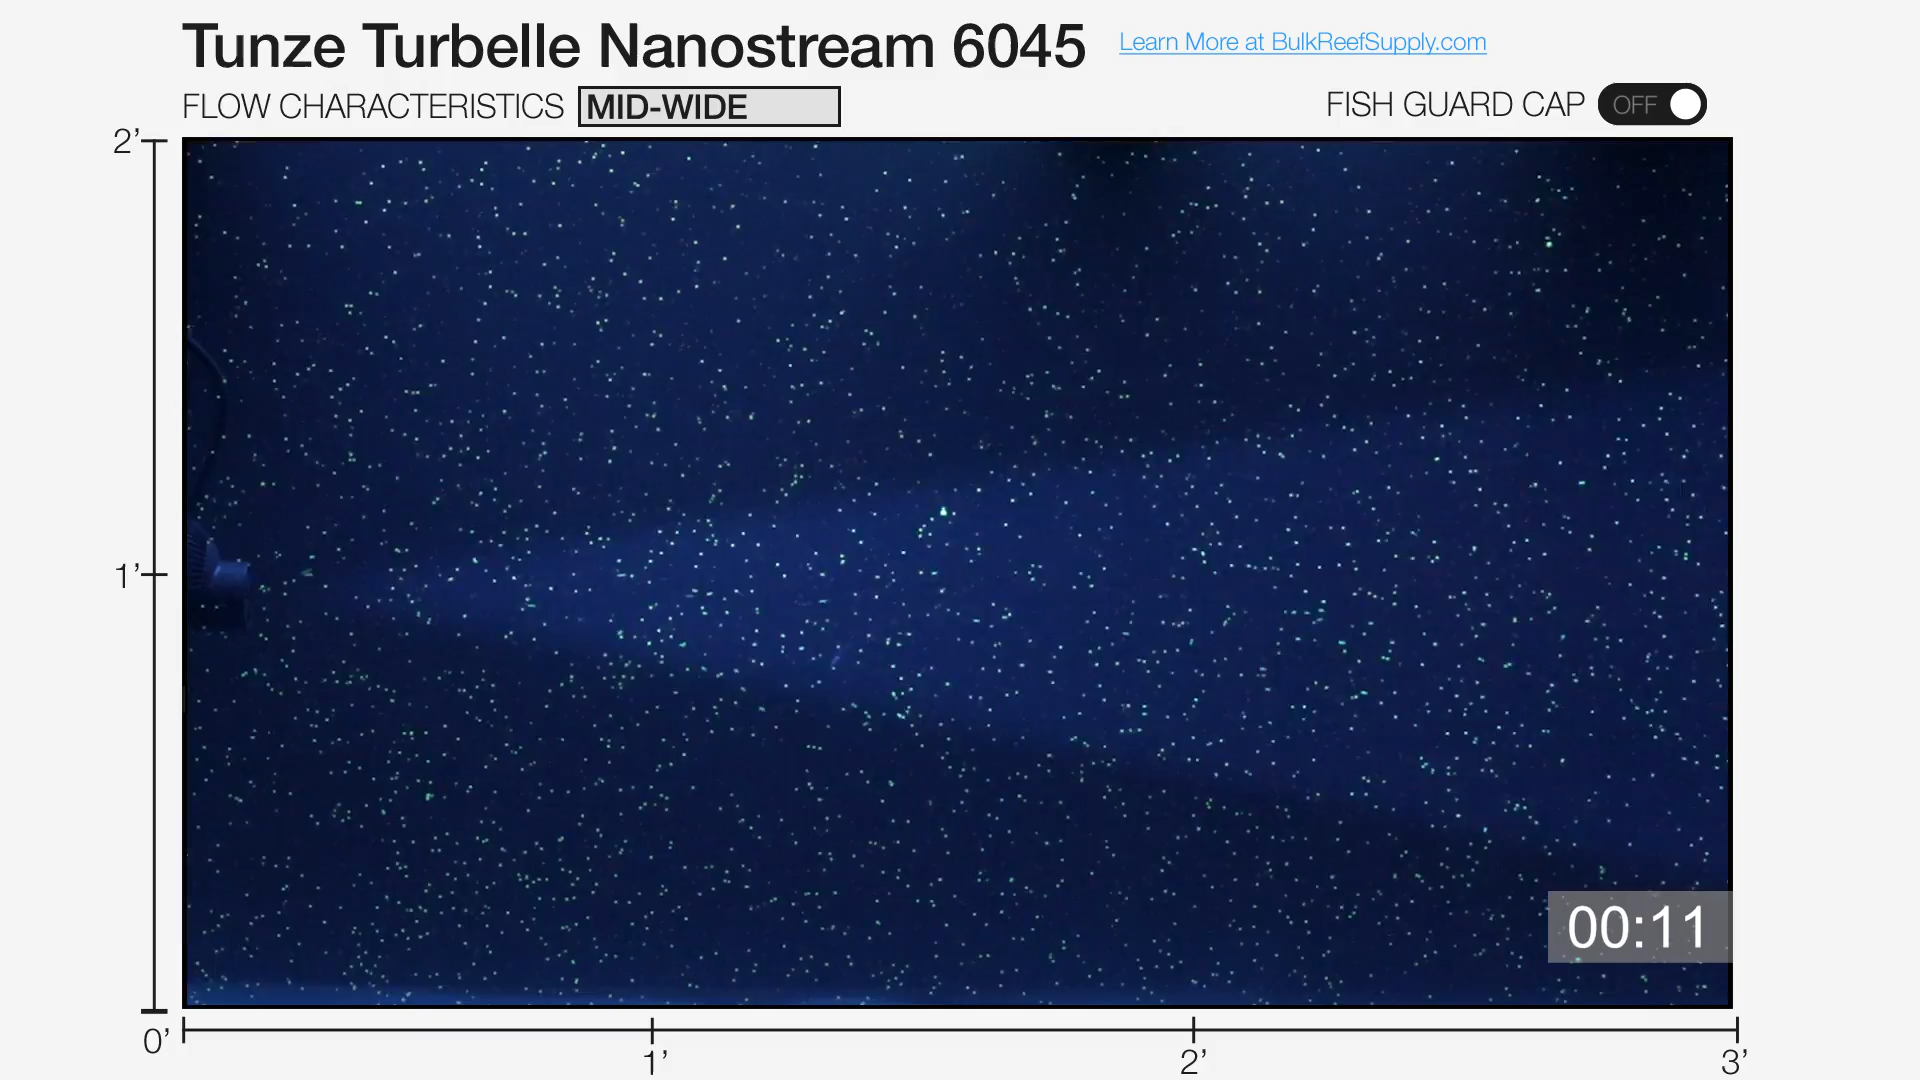 Tunze Turbelle Nanostream 6045 Learn More at BulkReefSupply.com
FLOW CHARACTERISTICS MID-WIDE FISH GUARD CAP OFF
2’
1’
0’
00:11
1’ 2’ 3’